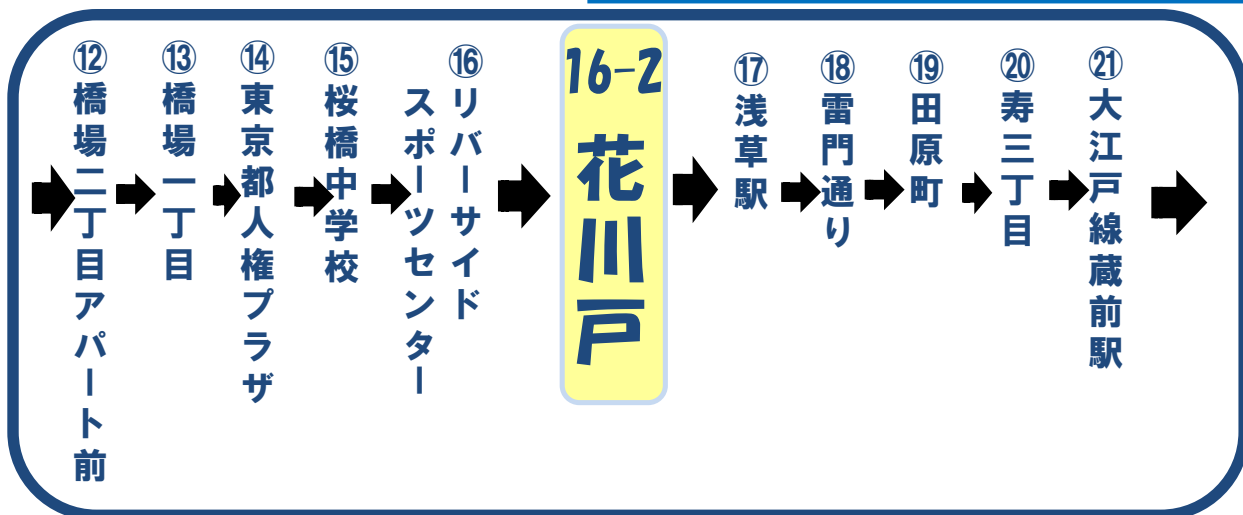 ⑫橋場二丁目アパート前
⑬橋場一丁目
⑭東京都人権プラザ
⑮桜橋中学校
⑯リバーサイド
スポーツセンター
16-2
花川戸
⑰浅草駅
⑱雷門通り
⑲田原町
⑳寿三丁目
㉑大江戸線蔵前駅